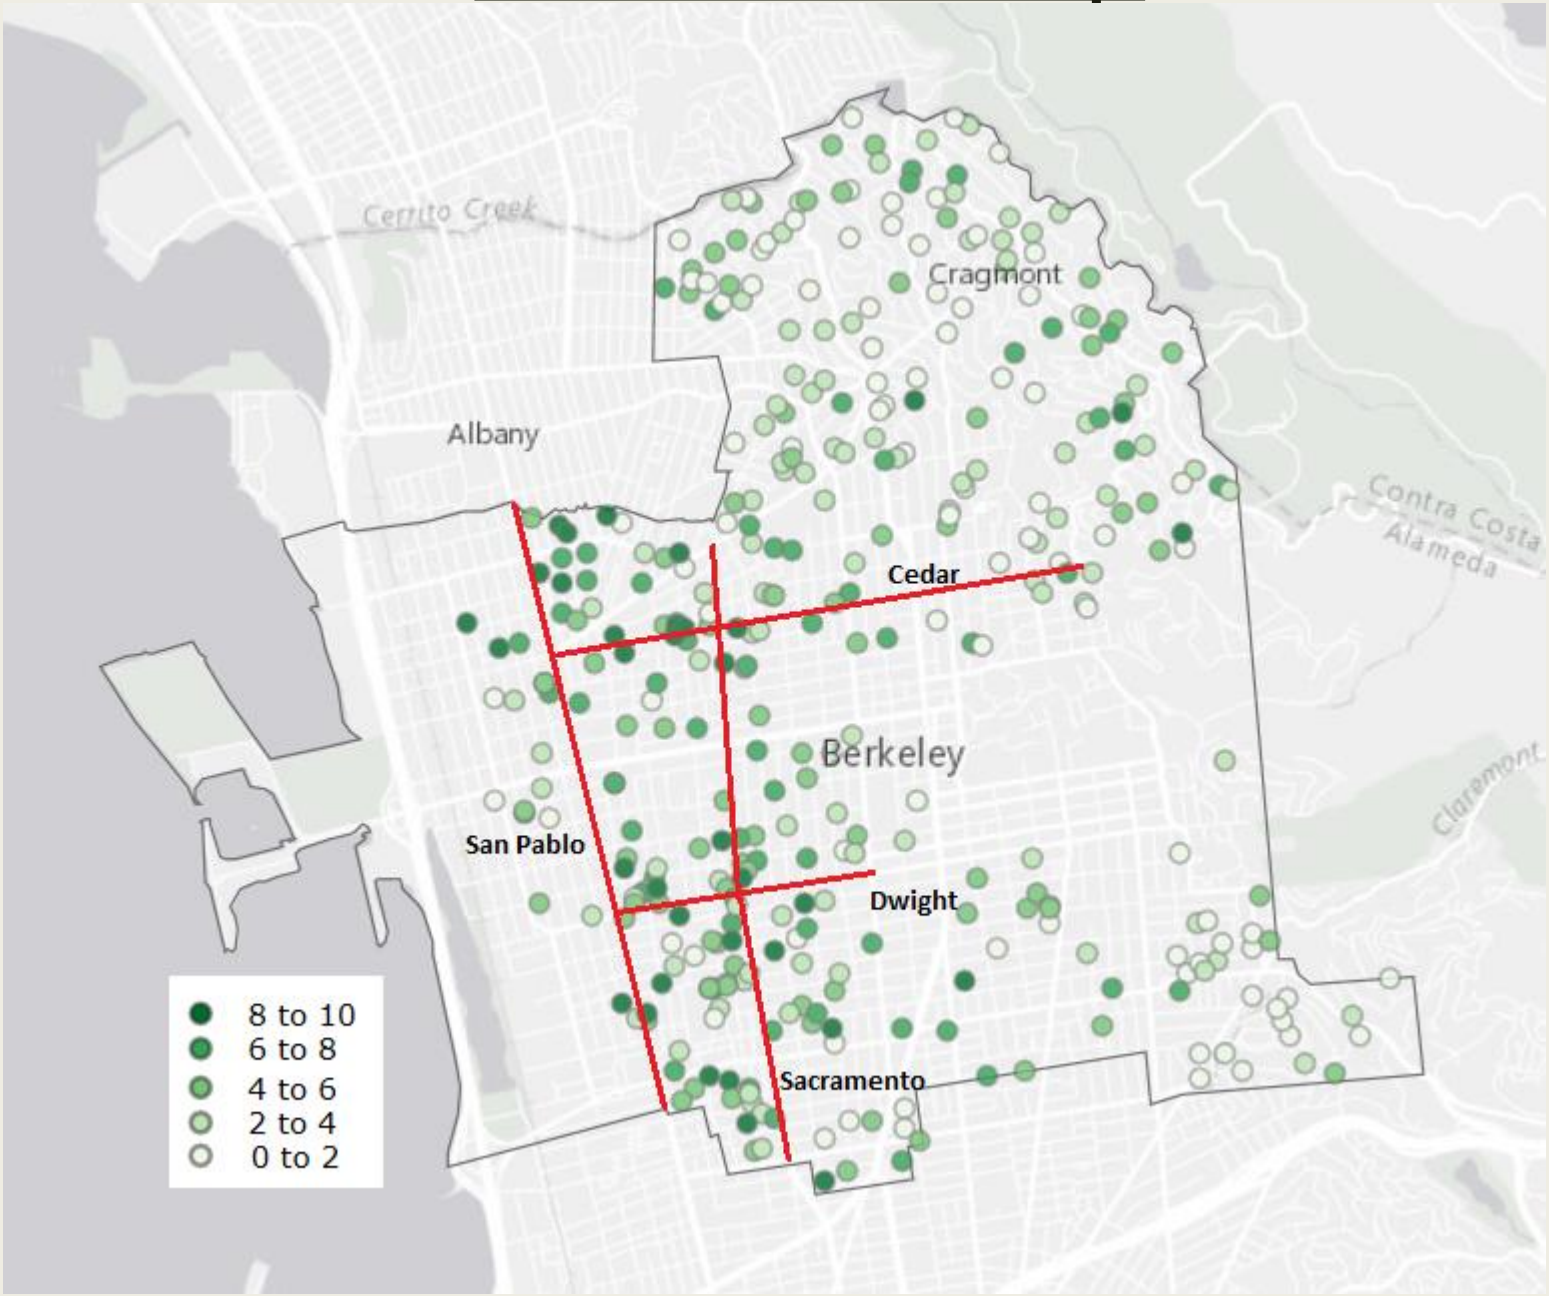 Cerrito Creek
Cragmont
Albany
Contra Costa
Alameda
Cedar
Berkeley
Claremont
San Pablo
Dwight
8 to 10
6 to 8
4 to 6
2 to 4
0 to 2
Sacramento